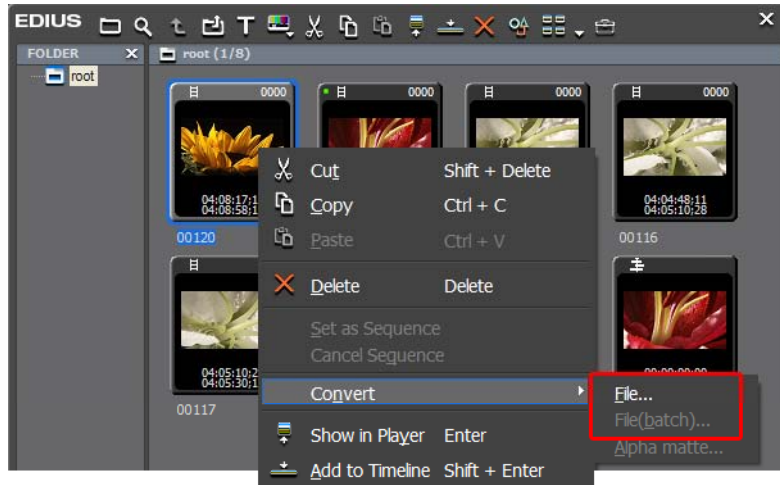 EDIUS
FOLDER
root (1/8)
root
0000
0000
0000
0000
04:08:17;1
04:08:58;1
00120
04:04:48;11
04:05:10;28
00116
04:05:10;2
04:05:30;1
00117
Cut Shift + Delete
Copy Ctrl + C
Paste Ctrl + V
Delete Delete
Set as Sequence
Cancel Sequence
Convert
Show in Player Enter
Add to Timeline Shift + Enter
File...
File(batch)...
Alpha matte...